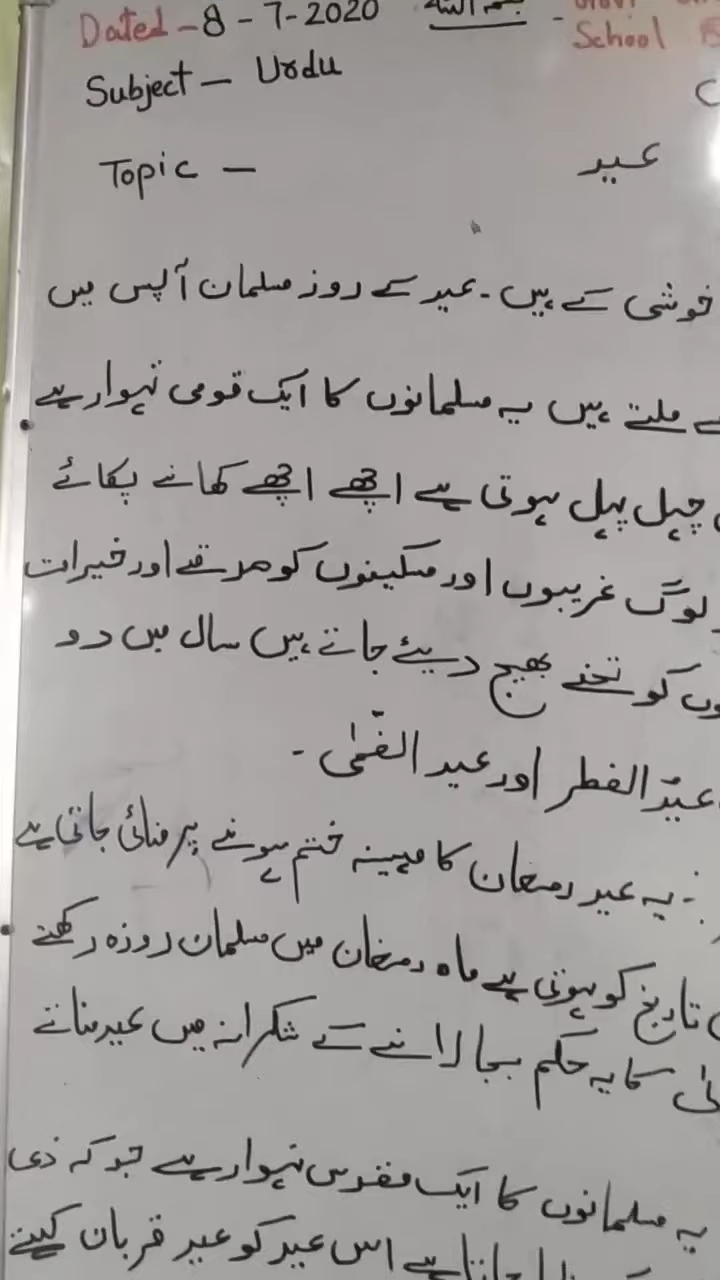 Dated - 8 - 7 - 2020 بسم اللہ -
School
Subject - Urdu
Topic - عید
خوشی کے ہیں۔ عید کے روز مسلمان آپس میں
ملتے ہیں یہ مسلمانوں کا ایک قومی تہوار ہے
چہل پہل ہوتی ہے اچھے اچھے کھانے پکائے
لوگ غریبوں اور مسکینوں کو صدقے اور خیرات
کو تحفے بھیج دیئے جاتے ہیں سال میں دو
عیدُ الفطر اور عید الضّحٰی -
:- یہ عید رمضان کا مہینہ ختم ہونے پر منائی جاتی ہے
تاریخ کو ہوتی ہے ماہ رمضان میں مسلمان روزہ رکھنے
کا یہ حکم بجا لانے کے شکرانہ میں عید مناتے
یہ مسلمانوں کا ایک مقدس تہوار ہے جو کہ ذی
جاتا ہے اس عید کو عید قربان کہتے